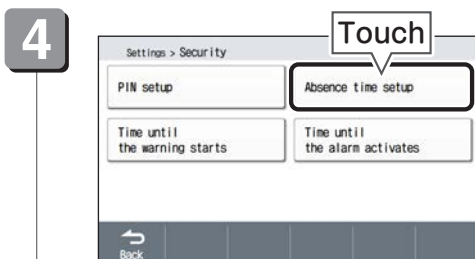 4
Touch
Settings > Security
PIN setup
Absence time setup
Time until
the warning starts
Time until
the alarm activates
Back